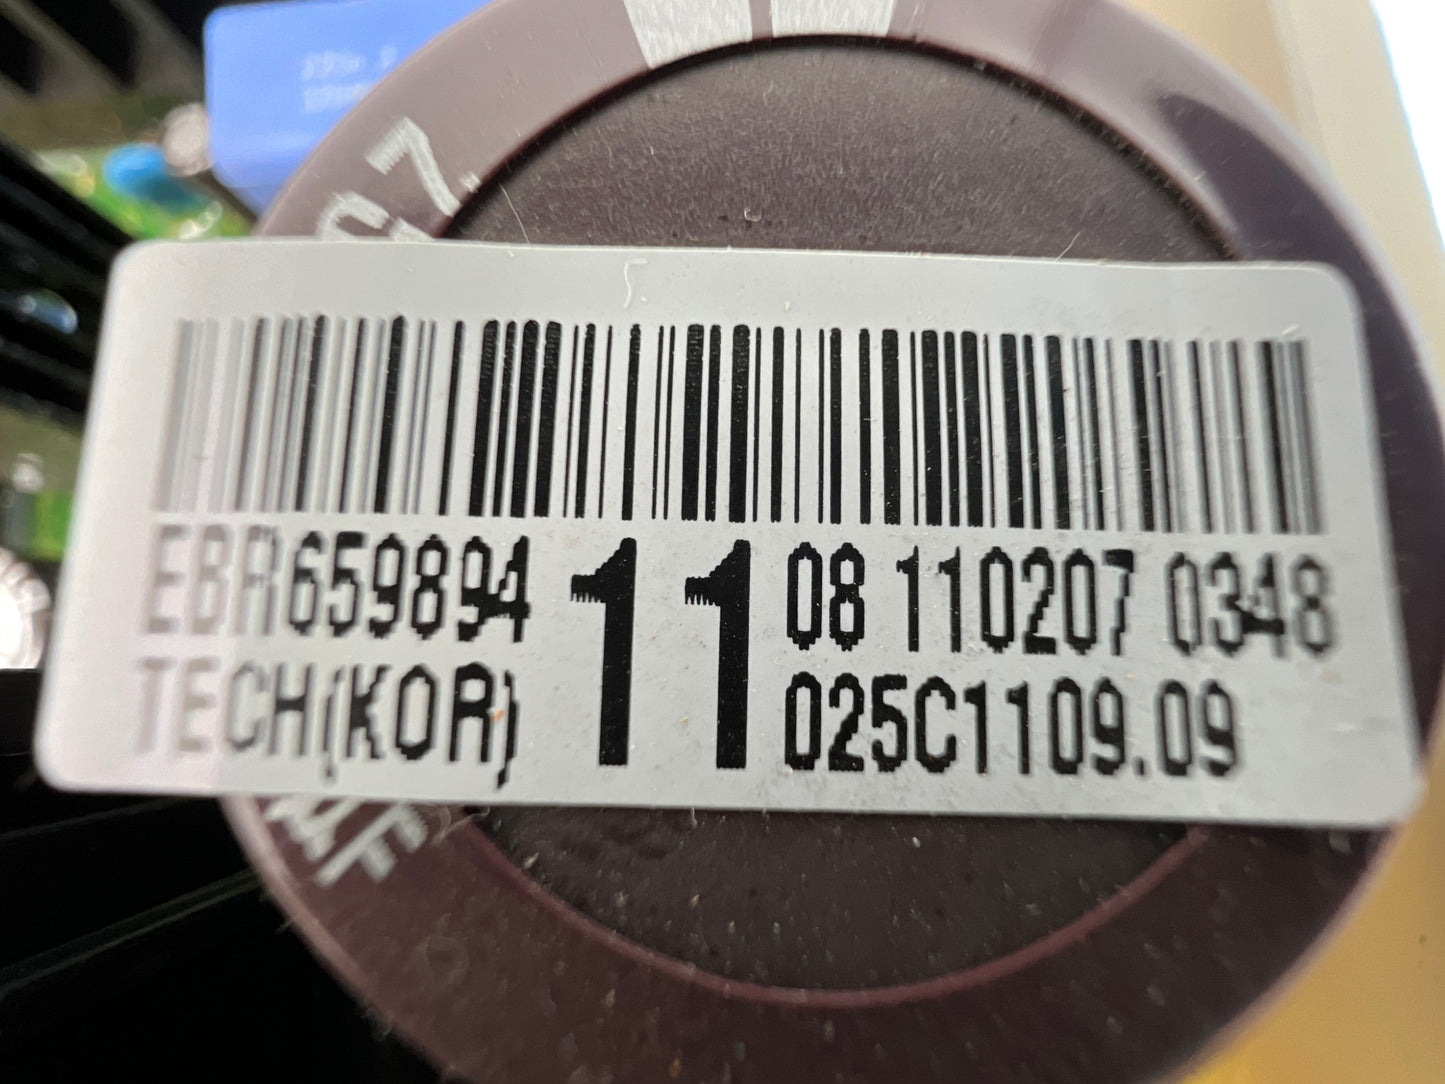 EBR659894 11 08 110207 0348
TECH(KOR) 025C1109.09